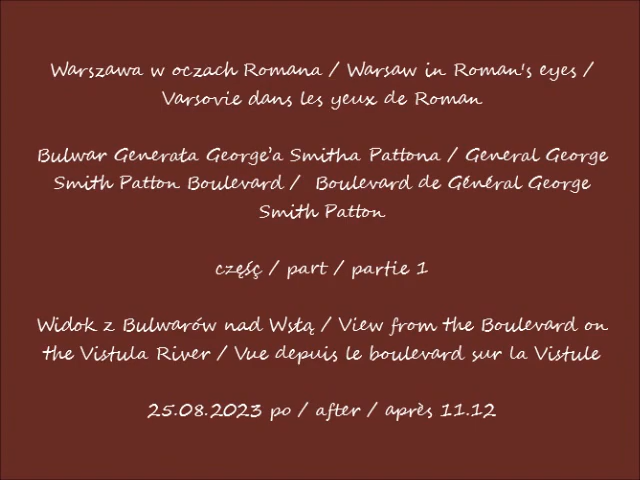 Warszawa w oczach Romana / Warsaw in Roman's eyes /
Varsovie dans les yeux de Roman
Bulwar Generała George'a Smitha Pattona / General George
Smith Patton Boulevard / Boulevard de Général George
Smith Patton
częśç / part / partie 1
Widok z Bulwarów nad Wsłą / View from the Boulevard on
the Vistula River / Vue depuis le boulevard sur la Vistule
25.08.2023 po / after / après 11.12